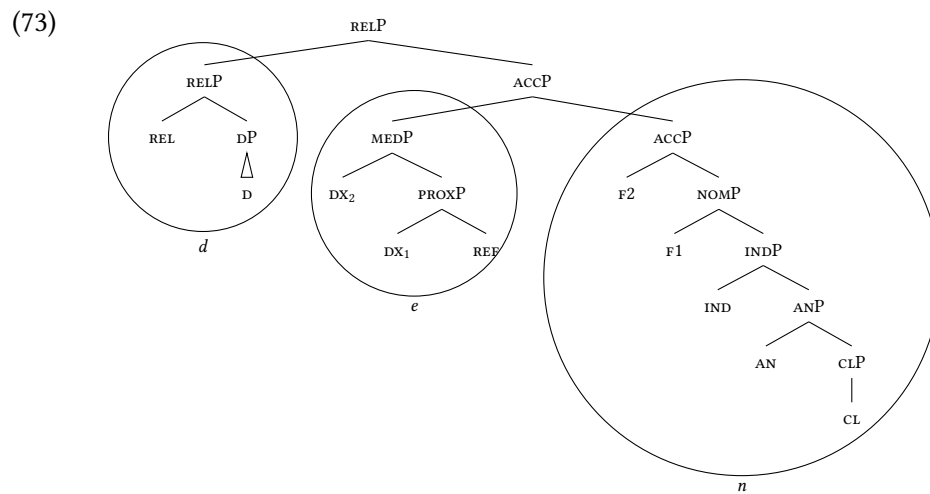 (73)
RELP
RELP ACCP
REL DP MEDP ACCP
D DX₂ PROXP F2 NOMP
d DX₁ REF F1 INDP
e IND ANP
AN CLP
CL
n